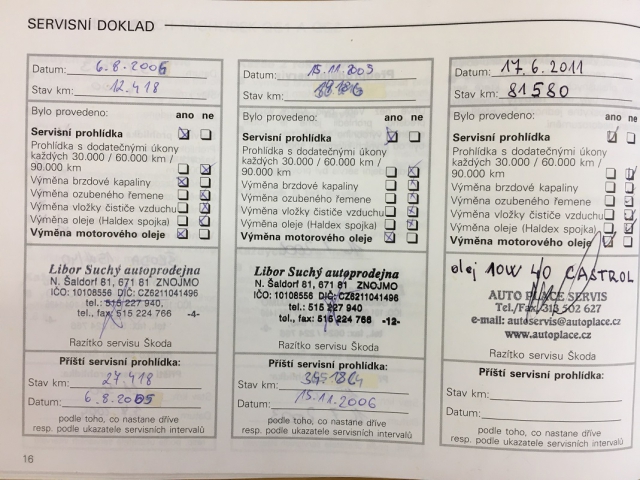 SERVISNÍ DOKLAD
Datum: 6.8.2006
Stav km: 12.418
Bylo provedeno: ano ne
Servisní prohlídka
Prohlídka s dodatečnými úkony
každých 30.000 / 60.000 km /
90.000 km
Výměna brzdové kapaliny
Výměna ozubeného řemene
Výměna vložky čističe vzduchu
Výměna oleje (Haldex spojka)
Výměna motorového oleje
Libor Suchý autoprodejna
N. Šaldorf 81, 671 81 ZNOJMO
IČO: 10108556 DIČ: CZ6211041496
tel.: 515 227 940,
tel., fax: 515 224 766 -4-
Razítko servisu Škoda
Příští servisní prohlídka:
Stav km: 27.418
Datum: 6.8.2005
podle toho, co nastane dříve
resp. podle ukazatele servisních intervalů
16
Datum: 15.11.2005
Stav km:
Bylo provedeno: ano ne
Servisní prohlídka
Prohlídka s dodatečnými úkony
každých 30.000 / 60.000 km /
90.000 km
Výměna brzdové kapaliny
Výměna ozubeného řemene
Výměna vložky čističe vzduchu
Výměna oleje (Haldex spojka)
Výměna motorového oleje
Libor Suchý autoprodejna
N. Šaldorf 81, 671 81 ZNOJMO
IČO: 10108556 DIČ: CZ6211041496
tel.: 515 227 940
tel., fax: 515 224 766 -12-
Razítko servisu Škoda
Příští servisní prohlídka:
Stav km:
Datum: 15.11.2006
podle toho, co nastane dříve
resp. podle ukazatele servisních intervalů
Datum: 17.6.2011
Stav km: 81580
Bylo provedeno: ano ne
Servisní prohlídka
Prohlídka s dodatečnými úkony
každých 30.000 / 60.000 km /
90.000 km
Výměna brzdové kapaliny
Výměna ozubeného řemene
Výměna vložky čističe vzduchu
Výměna oleje (Haldex spojka)
Výměna motorového oleje
olej 10W 40 CASTROL
AUTO PLACE SERVIS
Tel./Fax: 313 502 627
e-mail: autoservis@autoplace.cz
www.autoplace.cz
Razítko servisu Škoda
Příští servisní prohlídka:
Stav km:
Datum:
podle toho, co nastane dříve
resp. podle ukazatele servisních intervalů